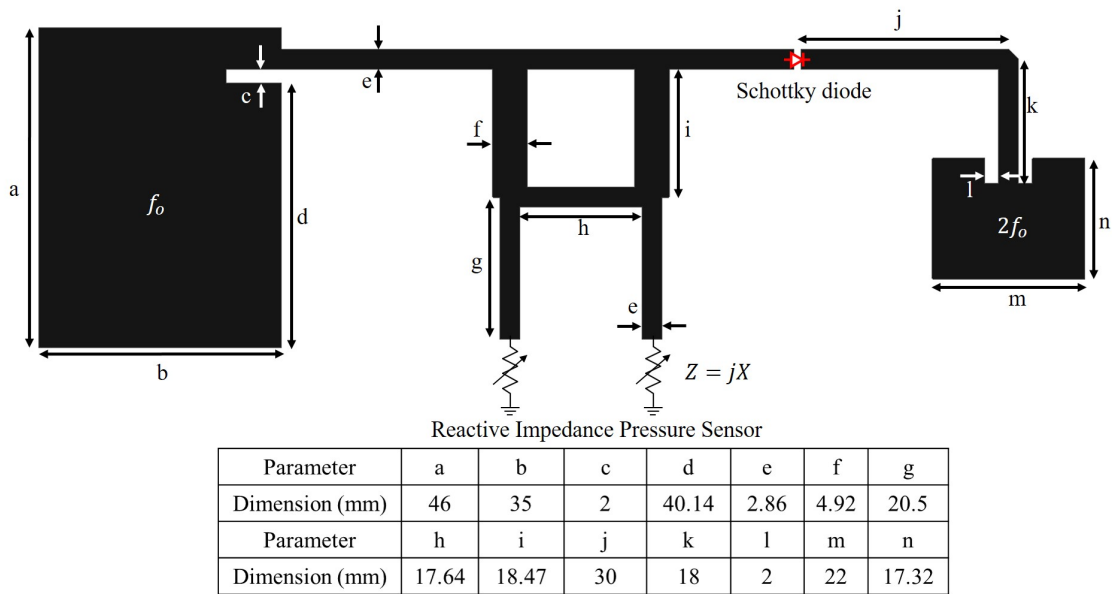 j
e
c
Schottky diode
k
f
i
a
l
f_o
d
h
2f_o
n
g
m
e
b
Z = jX
Reactive Impedance Pressure Sensor
Parameter a b c d e f g
Dimension (mm) 46 35 2 40.14 2.86 4.92 20.5
Parameter h i j k l m n
Dimension (mm) 17.64 18.47 30 18 2 22 17.32